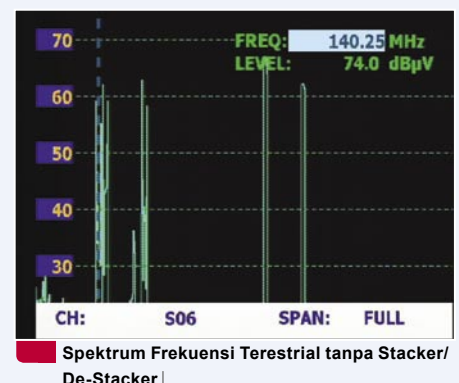 70
FREQ: 140.25 MHz
LEVEL: 74.0 dBµV
60
50
40
30
CH: S06 SPAN: FULL
Spektrum Frekuensi Terestrial tanpa Stacker/
De-Stacker